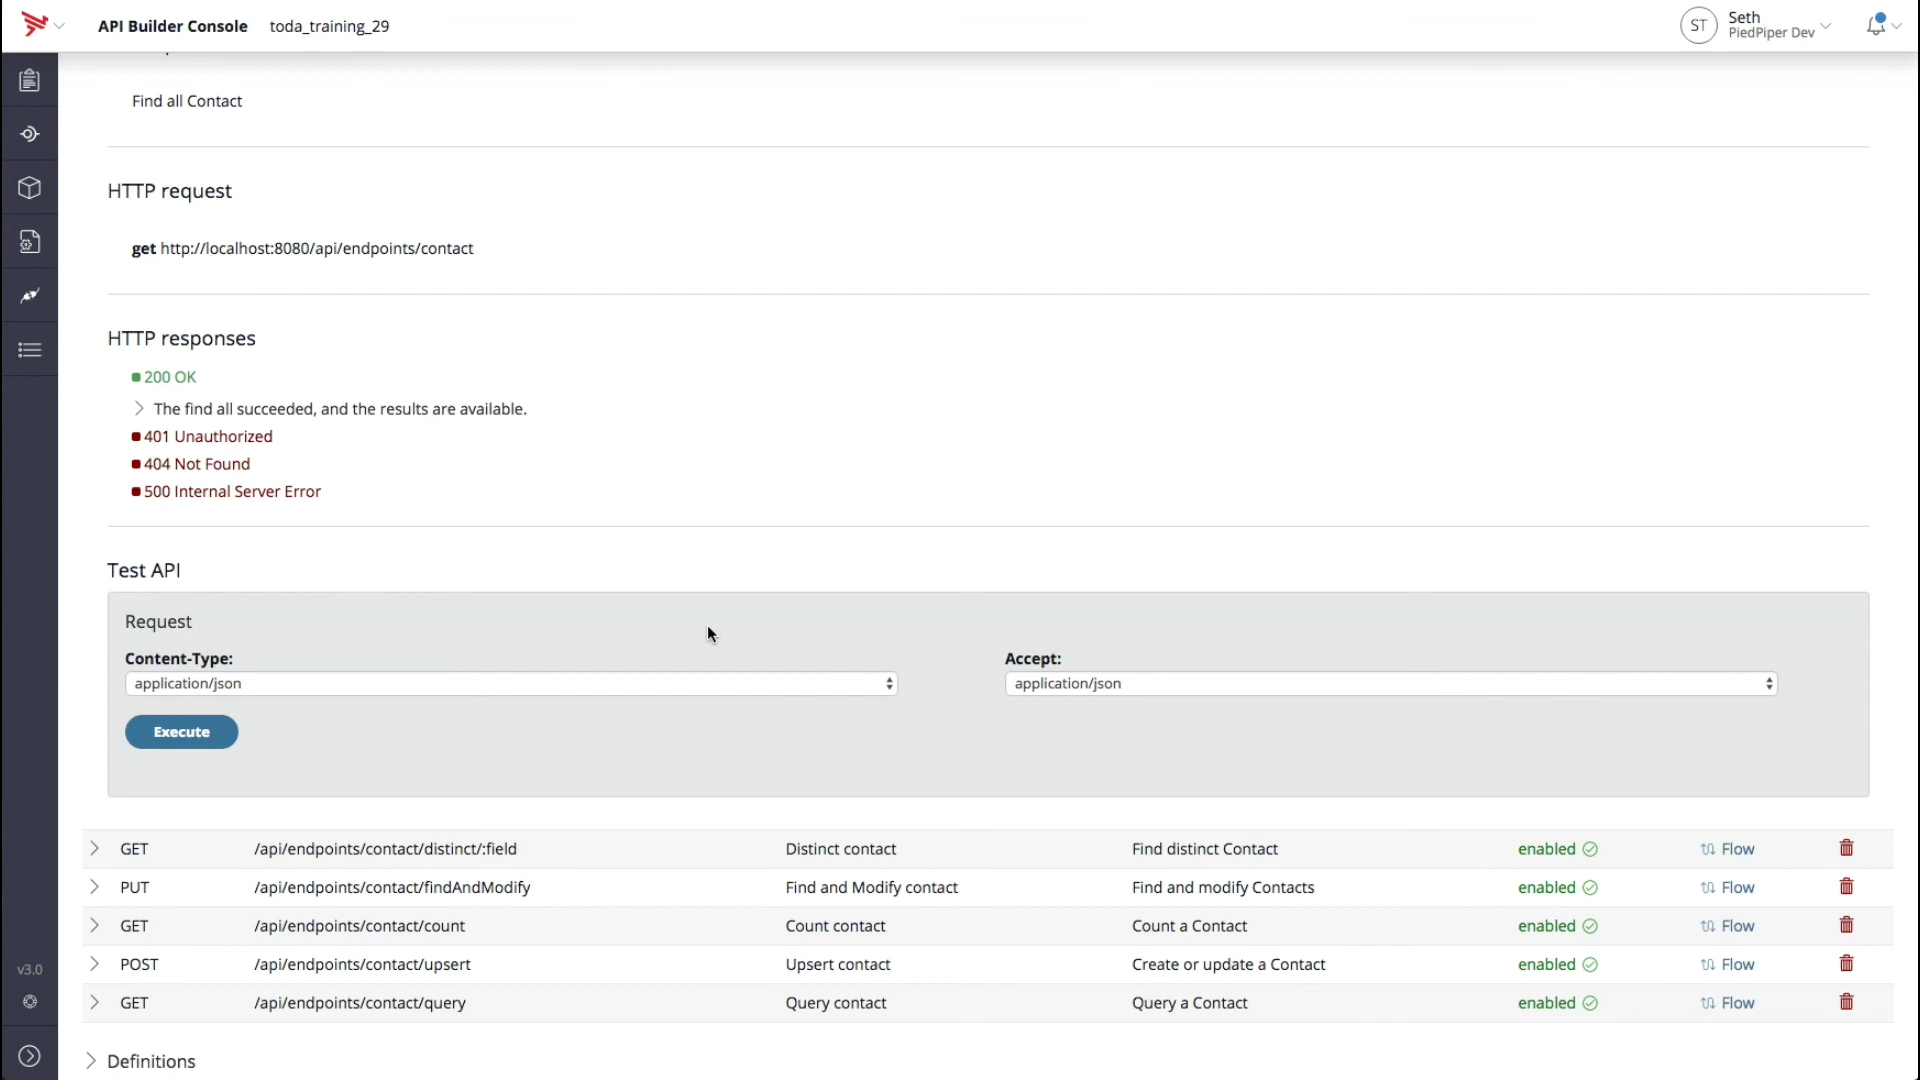 API Builder Console toda_training_29
ST Seth
PiedPiper Dev
Find all Contact
HTTP request
get http://localhost:8080/api/endpoints/contact
HTTP responses
200 OK
The find all succeeded, and the results are available.
401 Unauthorized
404 Not Found
500 Internal Server Error
Test API
Request
Content-Type: Accept:
application/json application/json
Execute
GET /api/endpoints/contact/distinct/:field Distinct contact Find distinct Contact enabled Flow
PUT /api/endpoints/contact/findAndModify Find and Modify contact Find and modify Contacts enabled Flow
GET /api/endpoints/contact/count Count contact Count a Contact enabled Flow
POST /api/endpoints/contact/upsert Upsert contact Create or update a Contact enabled Flow
GET /api/endpoints/contact/query Query contact Query a Contact enabled Flow
v3.0
Definitions